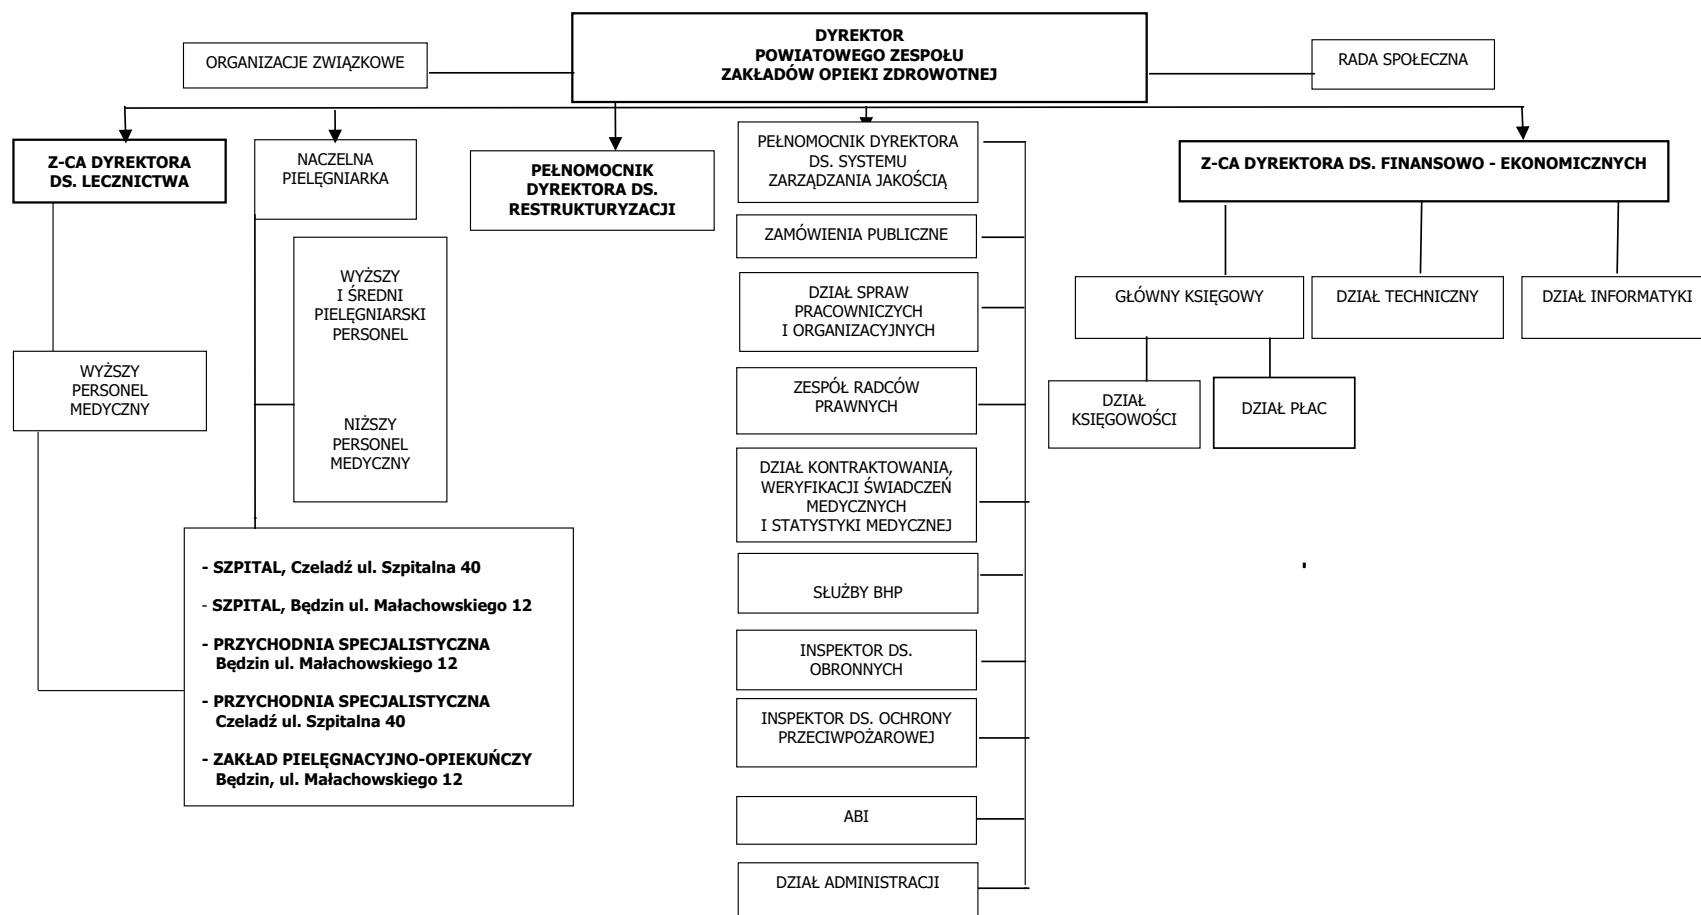 DYREKTOR
POWIATOWEGO ZESPOŁU
ZAKŁADÓW OPIEKI ZDROWOTNEJ
ORGANIZACJE ZWIĄZKOWE
RADA SPOŁECZNA
Z-CA DYREKTORA
DS. LECZNICTWA
NACZELNA
PIELĘGNIARKA
PEŁNOMOCNIK
DYREKTORA DS.
RESTRUKTURYZACJI
PEŁNOMOCNIK DYREKTORA
DS. SYSTEMU
ZARZĄDZANIA JAKOŚCIĄ
Z-CA DYREKTORA DS. FINANSOWO - EKONOMICZNYCH
WYŻSZY
PERSONEL
MEDYCZNY
WYŻSZY
I ŚREDNI
PIELĘGNIARSKI
PERSONEL
NIŻSZY
PERSONEL
MEDYCZNY
- SZPITAL, Czeladź ul. Szpitalna 40
- SZPITAL, Będzin ul. Małachowskiego 12
- PRZYCHODNIA SPECJALISTYCZNA
Będzin ul. Małachowskiego 12
- PRZYCHODNIA SPECJALISTYCZNA
Czeladź ul. Szpitalna 40
- ZAKŁAD PIELĘGNACYJNO-OPIEKUŃCZY
Będzin, ul. Małachowskiego 12
ZAMÓWIENIA PUBLICZNE
DZIAŁ SPRAW
PRACOWNICZYCH
I ORGANIZACYJNYCH
ZESPÓŁ RADCÓW
PRAWNYCH
DZIAŁ KONTRAKTOWANIA,
WERYFIKACJI ŚWIADCZEŃ
MEDYCZNYCH
I STATYSTYKI MEDYCZNEJ
SŁUŻBY BHP
INSPEKTOR DS.
OBRONNYCH
INSPEKTOR DS. OCHRONY
PRZECIWPOŻAROWEJ
ABI
DZIAŁ ADMINISTRACJI
GŁÓWNY KSIĘGOWY
DZIAŁ TECHNICZNY
DZIAŁ INFORMATYKI
DZIAŁ
KSIĘGOWOŚCI
DZIAŁ PŁAC